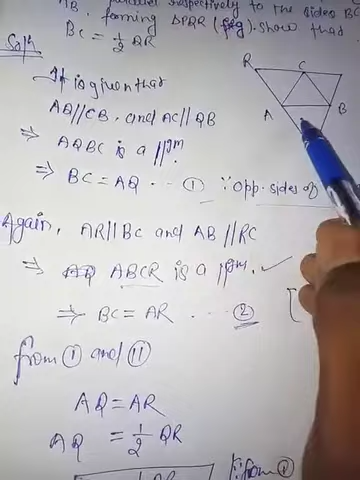 AB, parallel respectively to the sides BC
forming ΔPQR (fig). show that
BC = 1/2 QR
Soln
R C
A B
It is given that
AQ//CB, and AC//QB
⇒ AQBC is a //gm.
⇒ BC = AQ ... ① ∵ opp. sides of
Again, AR//BC and AB//RC
⇒ ABCR is a //gm. ✓
⇒ BC = AR ... ②
from ① and ⑪
AQ = AR
AQ = 1/2 QR
[∵ from ①